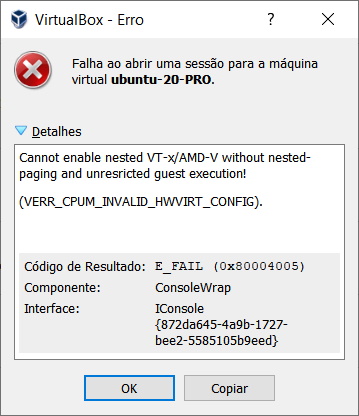 VirtualBox - Erro
?
Falha ao abrir uma sessão para a máquina
virtual ubuntu-20-PRO.
Detalhes
Cannot enable nested VT-x/AMD-V without nested-
paging and unresricted guest execution!
(VERR_CPUM_INVALID_HWVIRT_CONFIG).
Código de Resultado: E_FAIL (0x80004005)
Componente: ConsoleWrap
Interface: IConsole
{872da645-4a9b-1727-
bee2-5585105b9eed}
OK Copiar